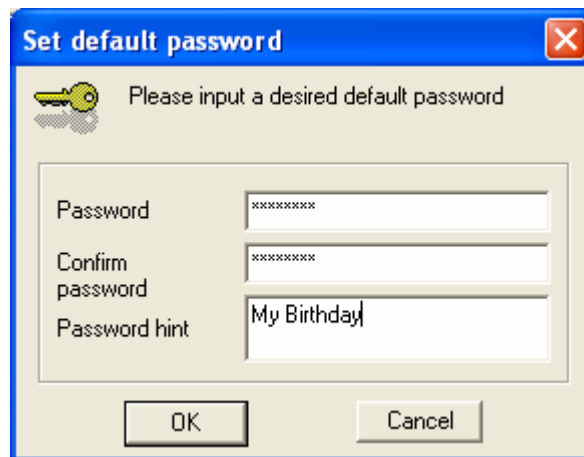 Set default password
Please input a desired default password
Password
********
Confirm
password
********
Password hint
My Birthday
OK
Cancel